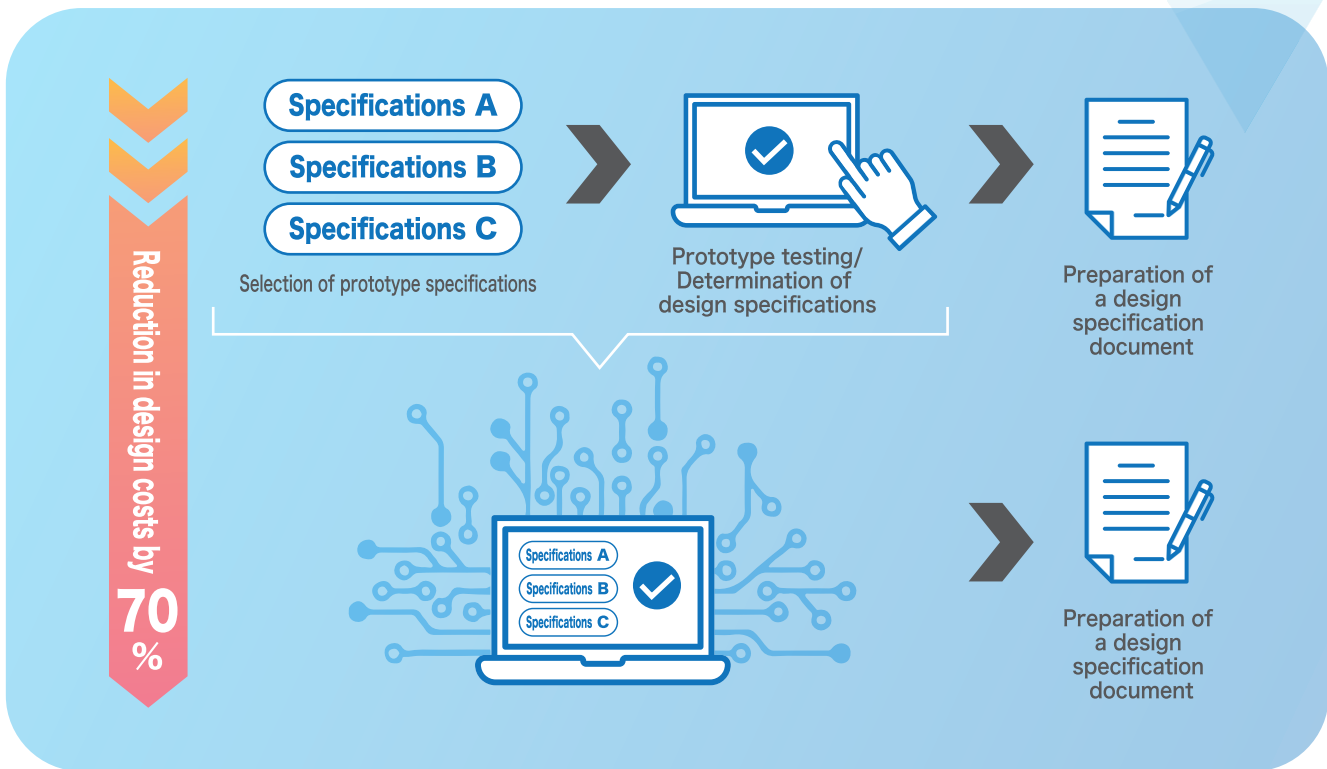 Reduction in design costs by
70
%
Specifications A
Specifications B
Specifications C
Selection of prototype specifications
Prototype testing/
Determination of
design specifications
Preparation of
a design
specification
document
Specifications A
Specifications B
Specifications C
Preparation of
a design
specification
document